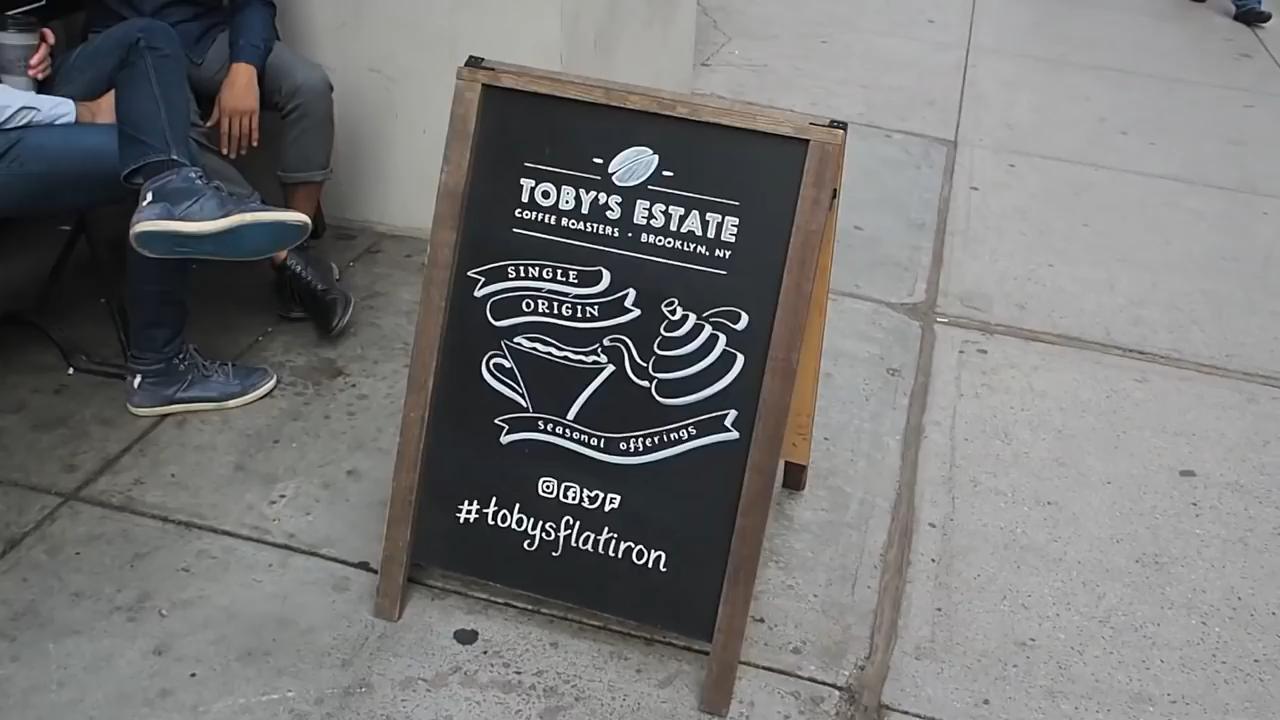 TOBY'S ESTATE
COFFEE ROASTERS · BROOKLYN, NY
SINGLE
ORIGIN
Seasonal offerings
#tobysflatiron